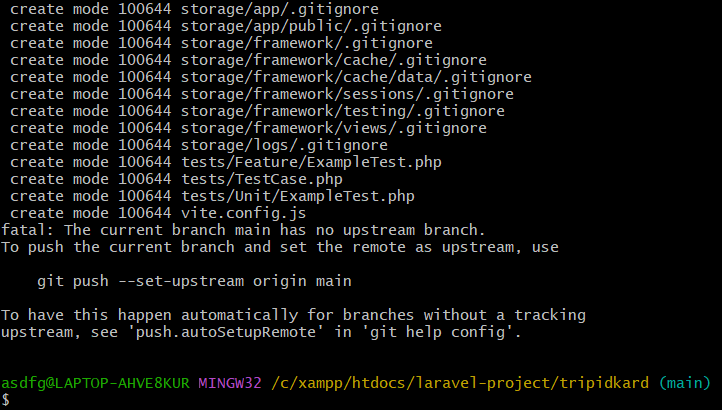 create mode 100644 storage/app/.gitignore
create mode 100644 storage/app/public/.gitignore
create mode 100644 storage/framework/.gitignore
create mode 100644 storage/framework/cache/.gitignore
create mode 100644 storage/framework/cache/data/.gitignore
create mode 100644 storage/framework/sessions/.gitignore
create mode 100644 storage/framework/testing/.gitignore
create mode 100644 storage/framework/views/.gitignore
create mode 100644 storage/logs/.gitignore
create mode 100644 tests/Feature/ExampleTest.php
create mode 100644 tests/TestCase.php
create mode 100644 tests/Unit/ExampleTest.php
create mode 100644 vite.config.js
fatal: The current branch main has no upstream branch.
To push the current branch and set the remote as upstream, use
git push --set-upstream origin main
To have this happen automatically for branches without a tracking
upstream, see 'push.autoSetupRemote' in 'git help config'.
asdfg@LAPTOP-AHVE8KUR MINGW32 /c/xampp/htdocs/laravel-project/tripidkard (main)
$